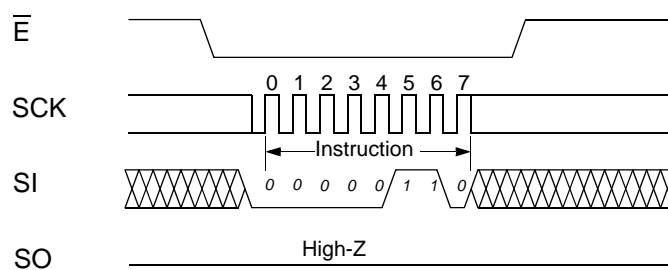 E
SCK
0 1 2 3 4 5 6 7
Instruction
SI
0 0 0 0 0 1 1 0
High-Z
SO